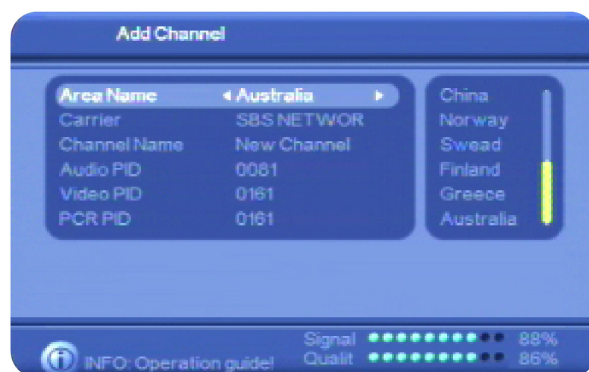 Add Channel
Area Name Australia
Carrier SBS NETWOR
Channel Name New Channel
Audio PID 0081
Video PID 0161
PCR PID 0161
China
Norway
Swead
Finland
Greece
Australia
Signal 88%
Qualit 86%
INFO: Operation guide!